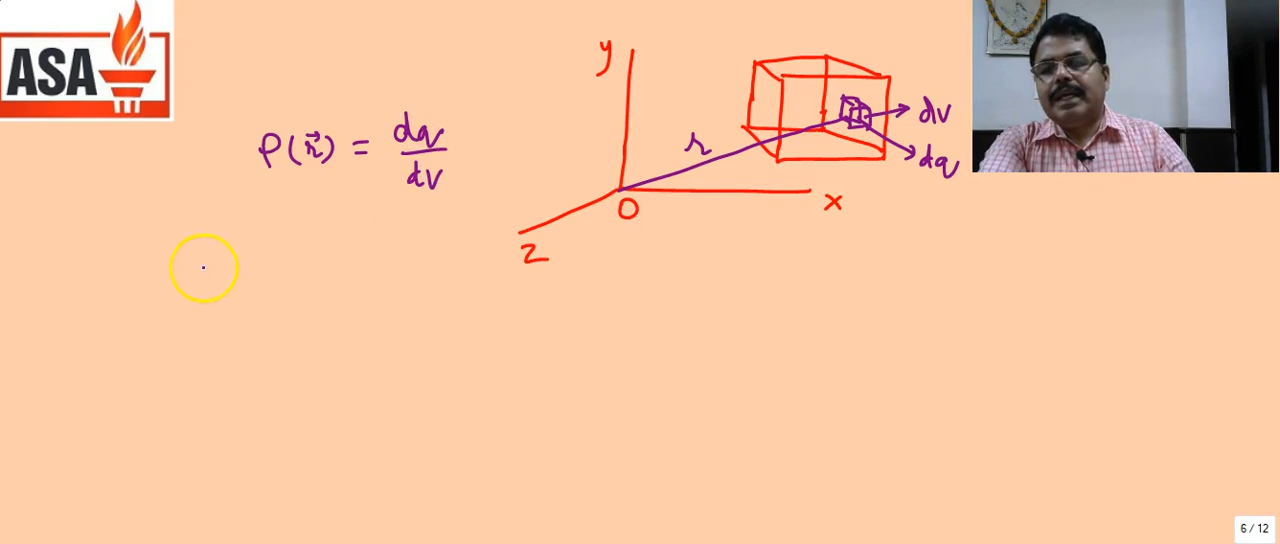 ASA
y
ρ(r⃗) = dq/dv
r
dv
dq
O
x
z
6 / 12